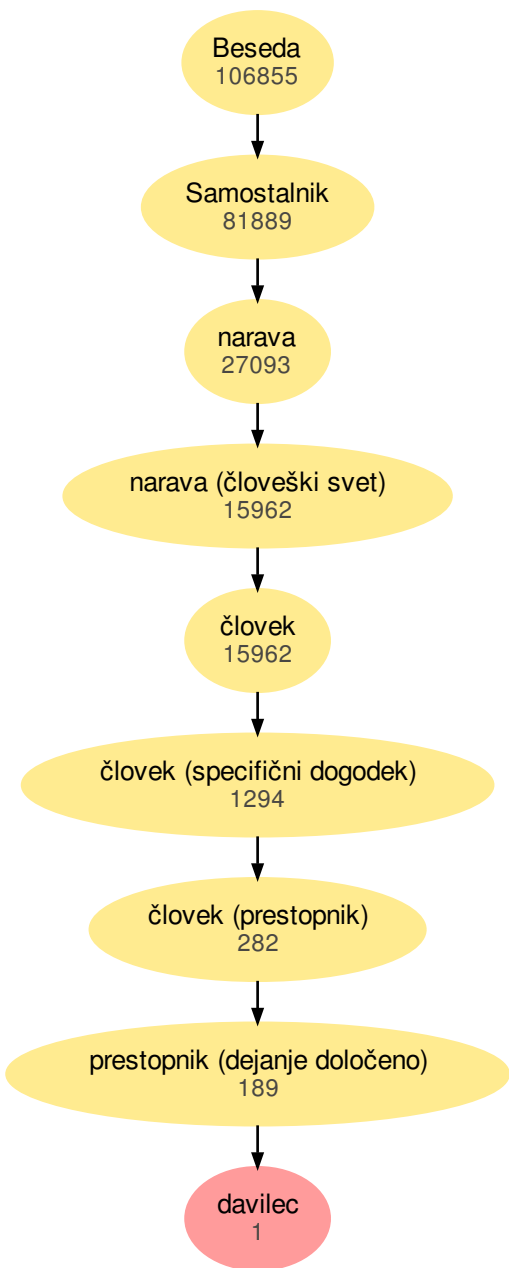 Beseda
106855
Samostalnik
81889
narava
27093
narava (človeški svet)
15962
človek
15962
človek (specifični dogodek)
1294
človek (prestopnik)
282
prestopnik (dejanje določeno)
189
davilec
1